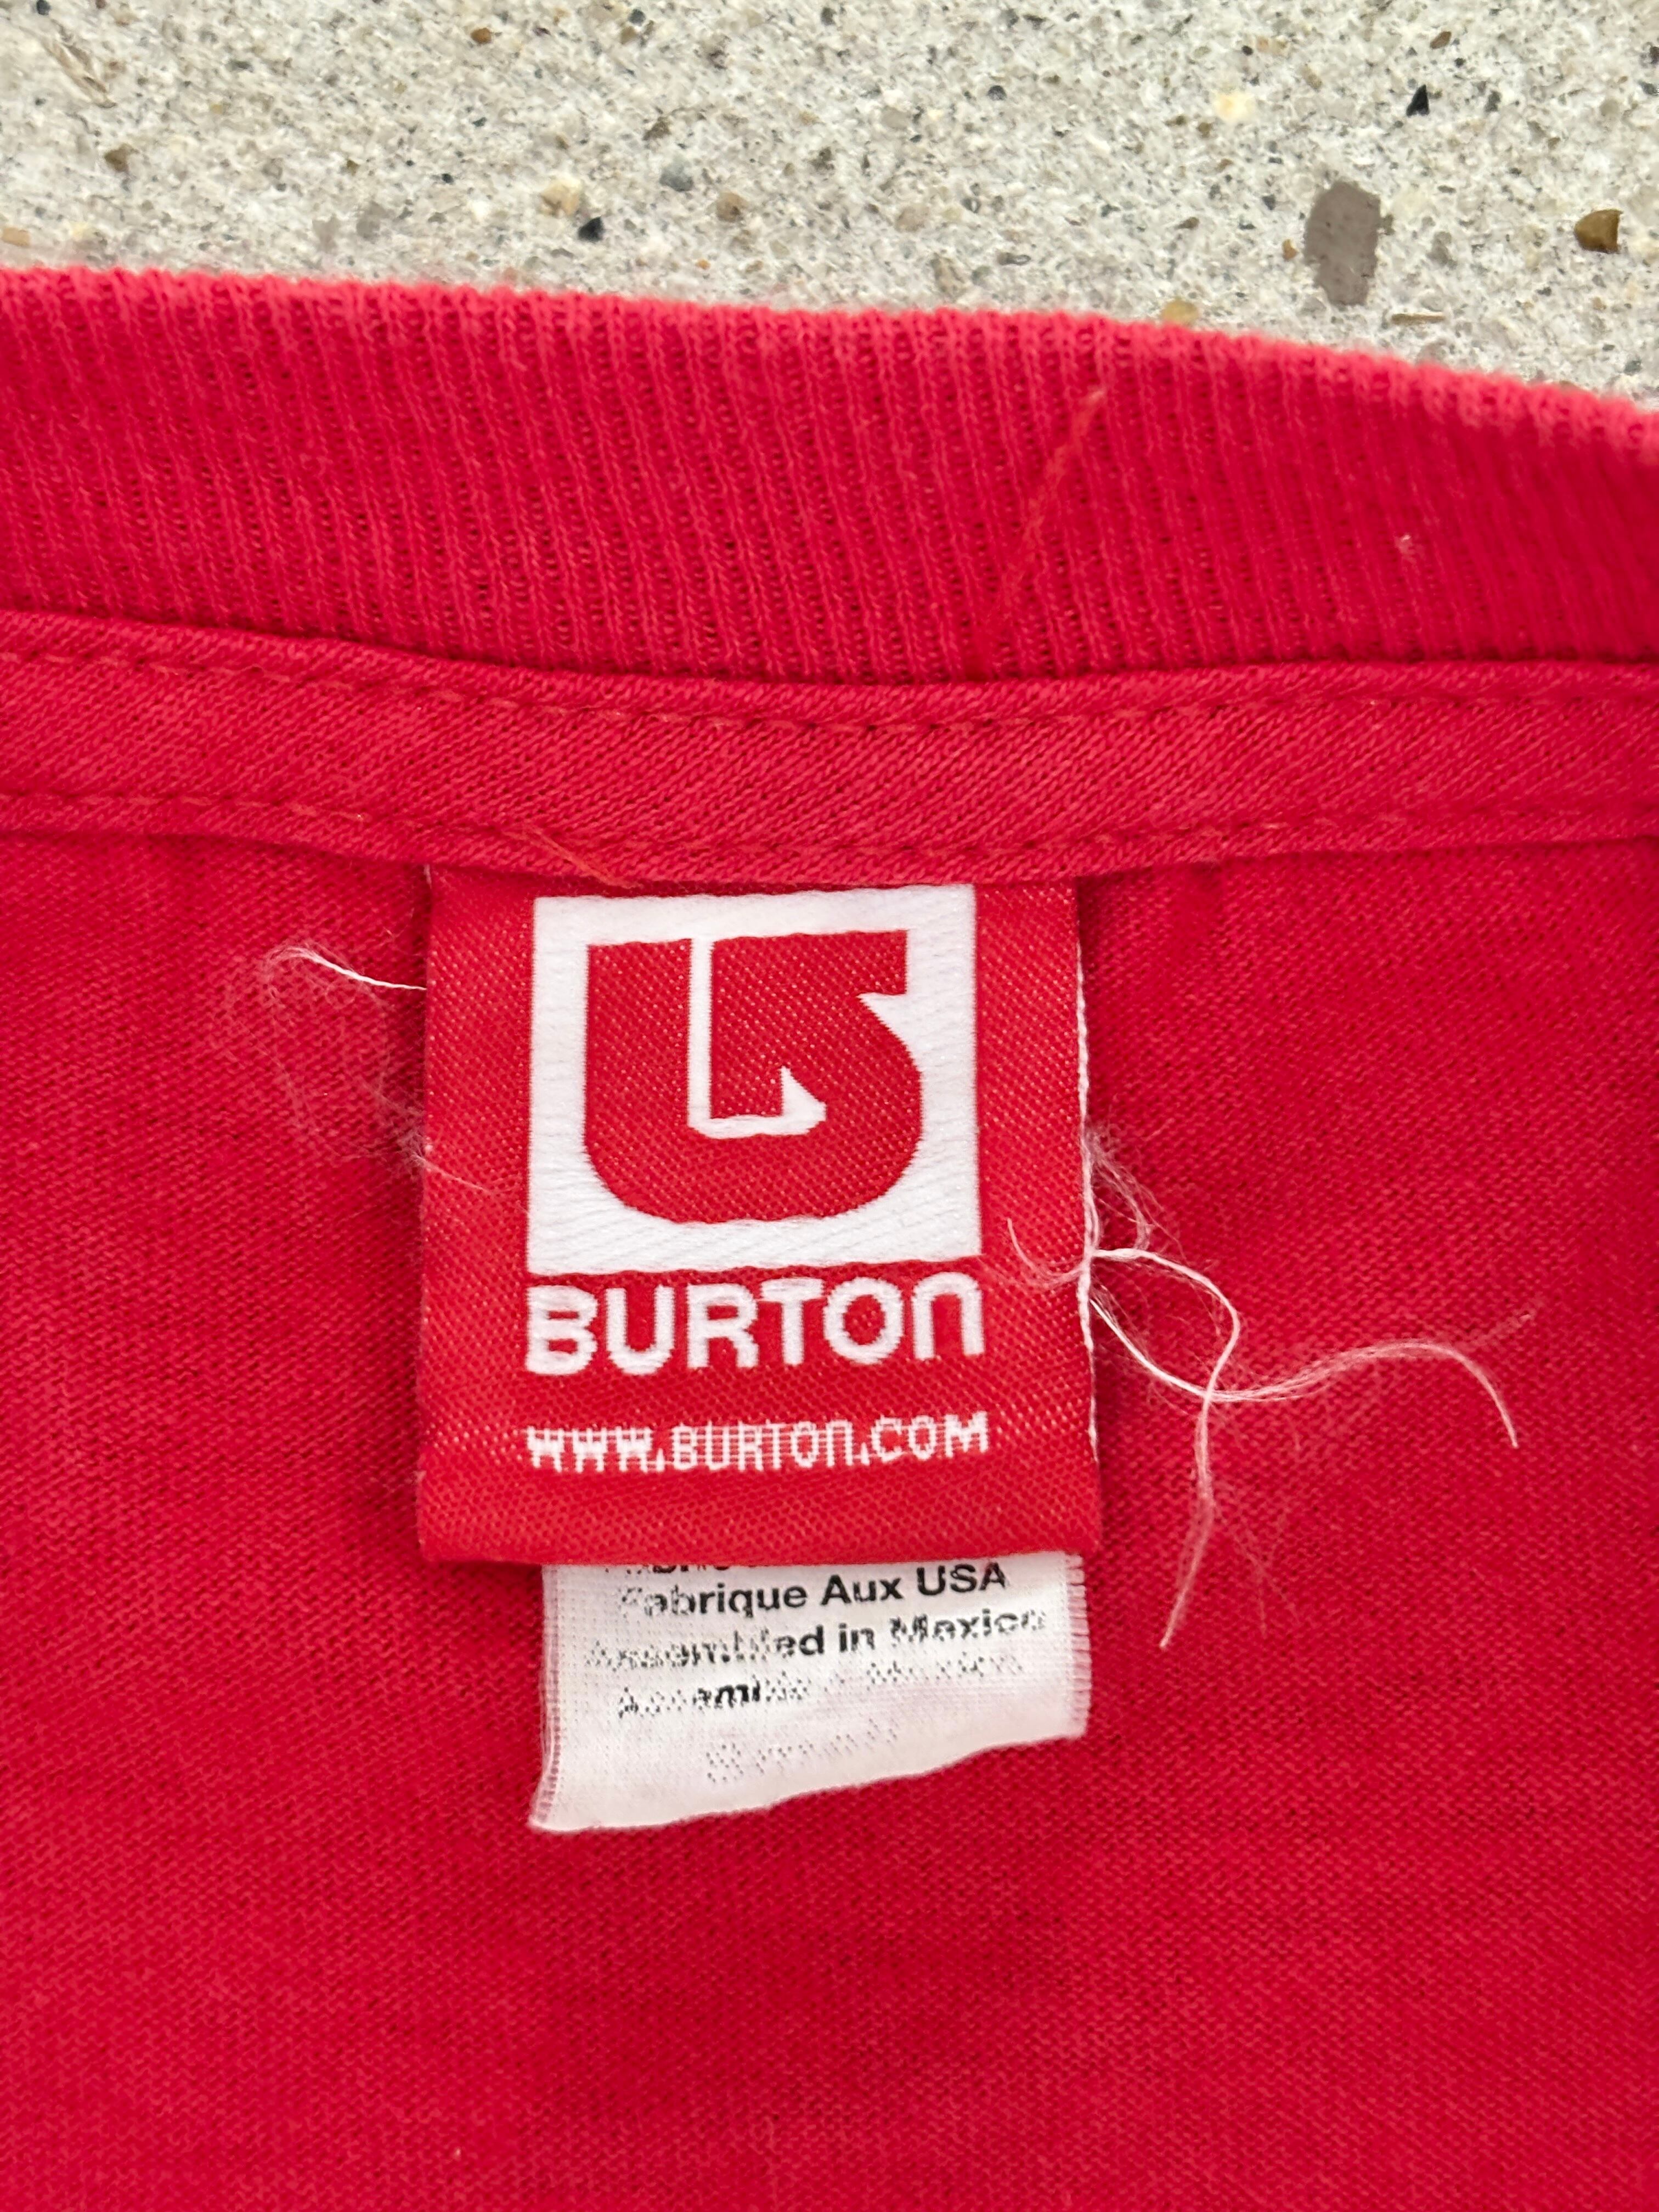 BURTON
WWW.BURTON.COM
Fabrique Aux USA
Assembled in Mexico